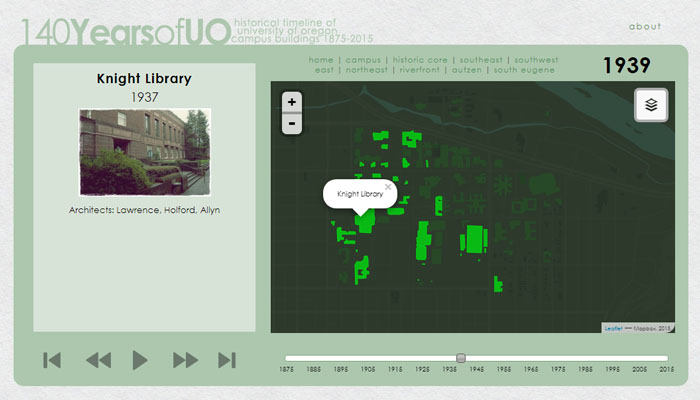 140YearsofUO
historical timeline of
university of oregon
campus buildings 1875-2015
about
Knight Library
1937
Architects: Lawrence, Holford, Allyn
home | campus | historic core | southeast | southwest
east | northeast | riverfront | autzen | south eugene
1939
+
-
Knight Library
×
Leaflet — Mapbox, 2015
1875 1885 1895 1905 1915 1925 1935 1945 1955 1965 1975 1985 1995 2005 2015